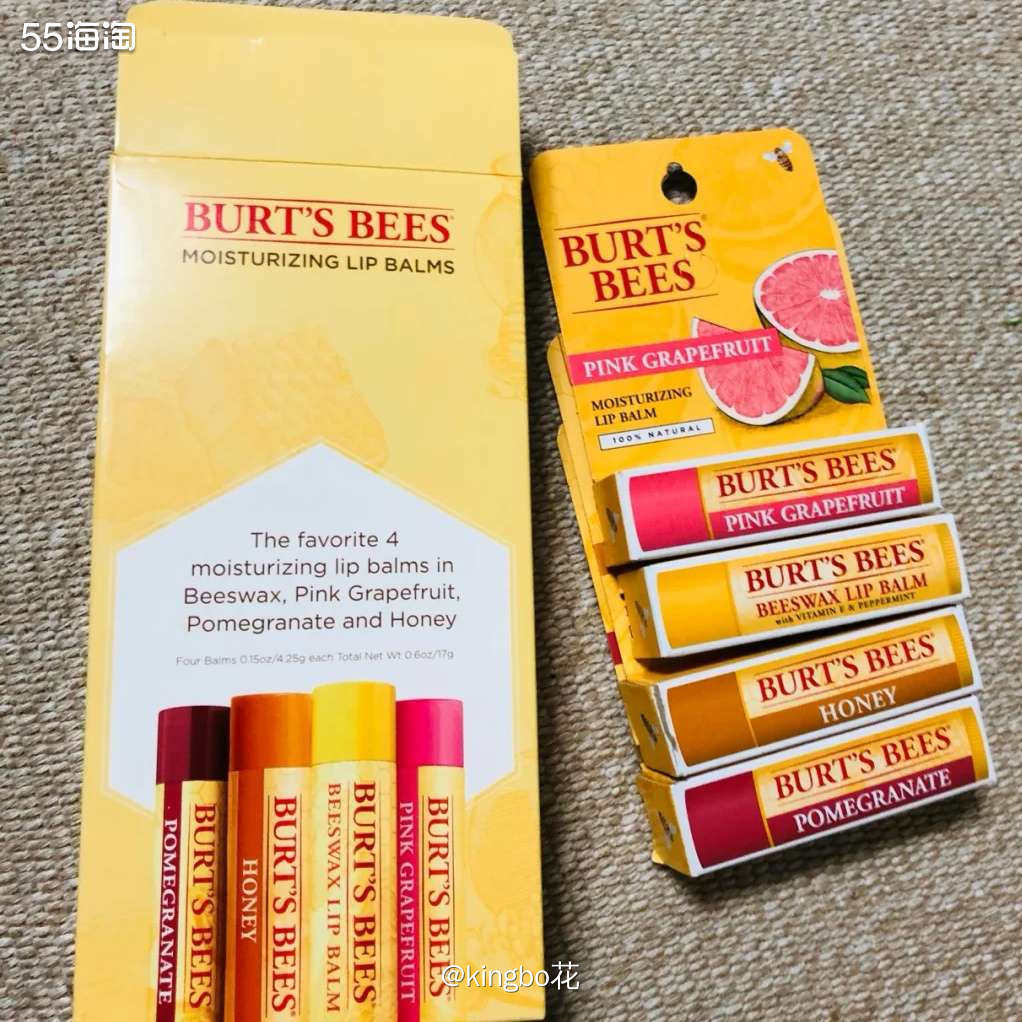 55海淘
BURT'S BEES
MOISTURIZING LIP BALMS
The favorite 4
moisturizing lip balms in
Beeswax, Pink Grapefruit,
Pomegranate and Honey
Four Balms 0.15oz/4.25g each Total Net Wt 0.6oz/17g
BURT'S BEES
POMEGRANATE
BURT'S BEES
HONEY
BURT'S BEES
BEESWAX LIP BALM
BURT'S BEES
PINK GRAPEFRUIT
BURT'S
BEES
PINK GRAPEFRUIT
MOISTURIZING
LIP BALM
100% NATURAL
BURT'S BEES
PINK GRAPEFRUIT
BURT'S BEES
BEESWAX LIP BALM
with VITAMIN E & PEPPERMINT
BURT'S BEES
HONEY
BURT'S BEES
POMEGRANATE
@kingbo花